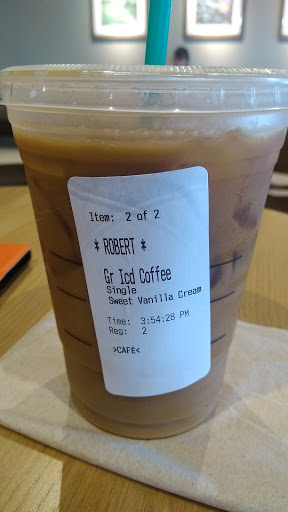 Item: 2 of 2
* ROBERT *
Gr Icd Coffee
Single
Sweet Vanilla Cream
Time: 3:54:28 PM
Reg: 2
>CAFE<